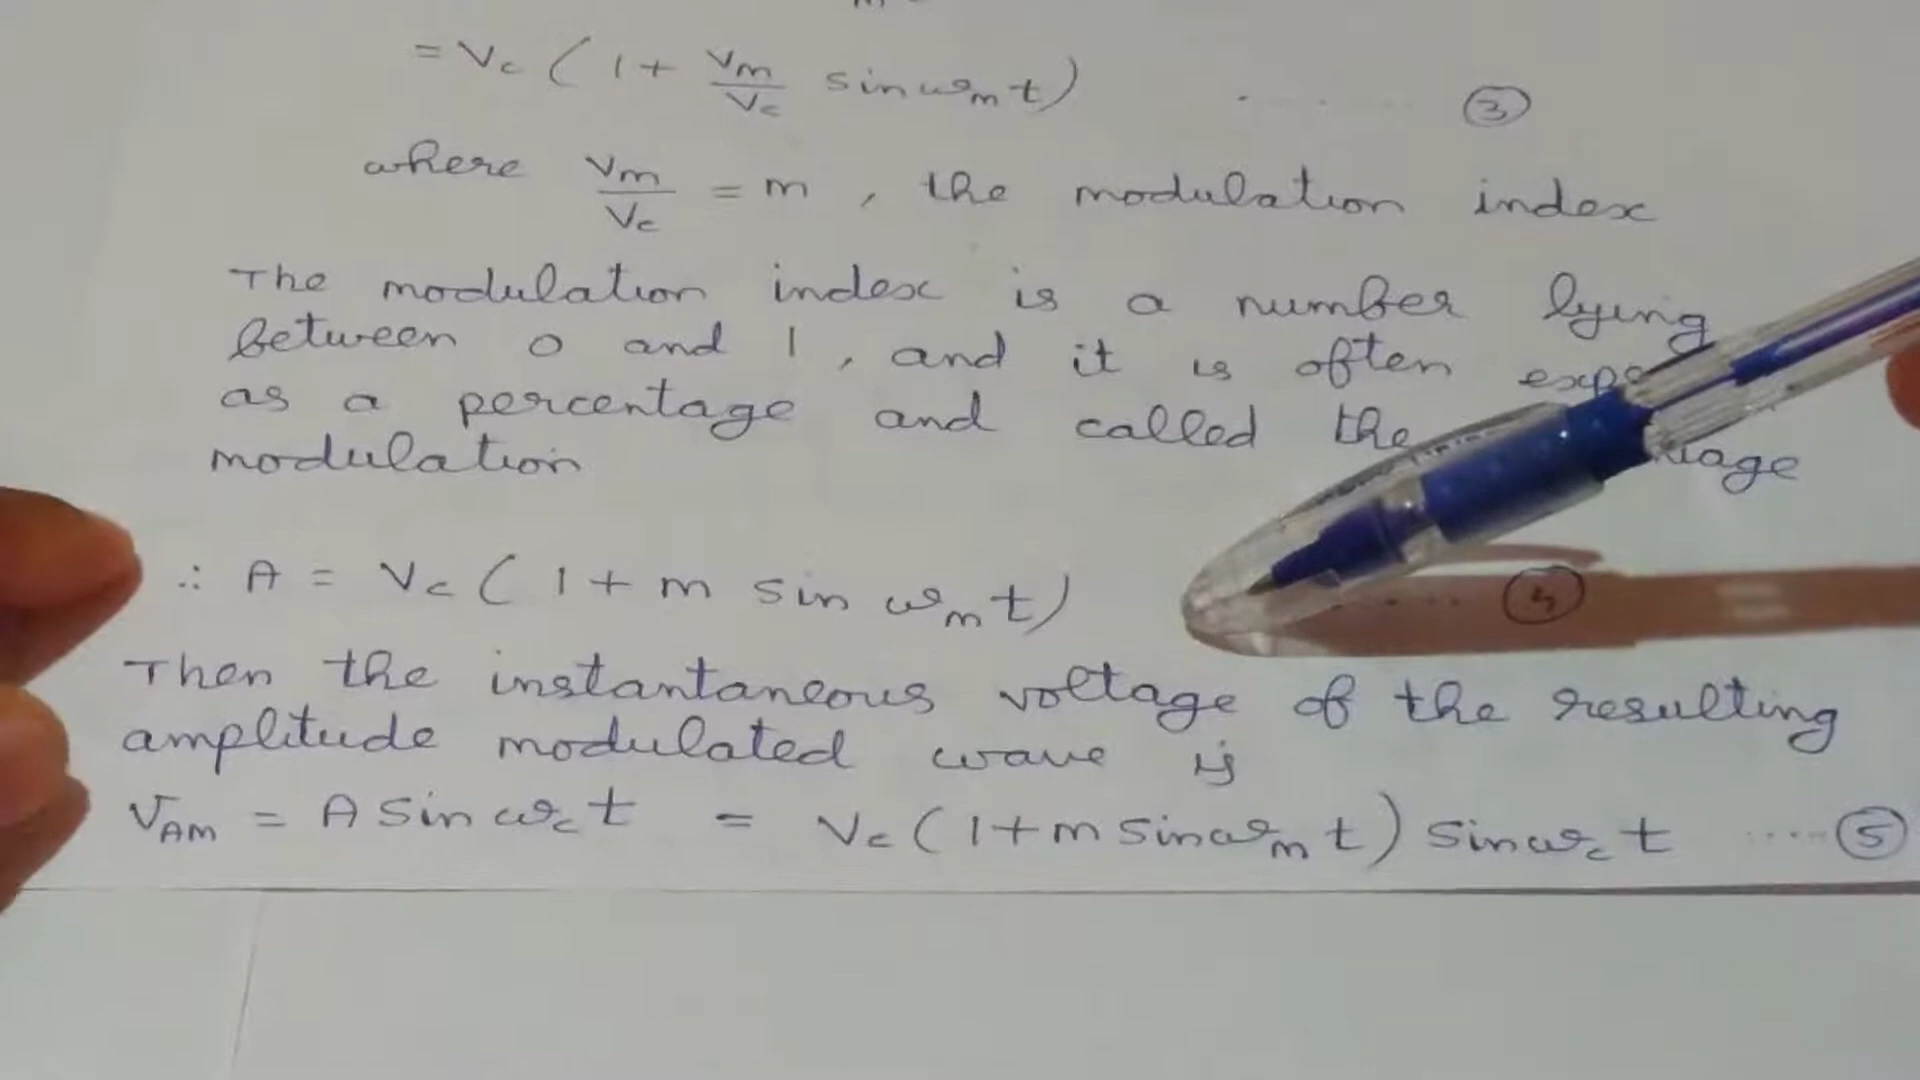 = Vc ( 1 + Vm/Vc sin ωm t ) ③
where Vm/Vc = m , the modulation index
The modulation index is a number lying
between 0 and 1 , and it is often
as a percentage and called the
modulation
∴ A = Vc ( 1 + m sin ωm t ) ..... ④
Then the instantaneous voltage of the resulting
amplitude modulated wave is
VAM = A Sin ωc t = Vc ( 1 + m sin ωm t ) sin ωc t ..... ⑤